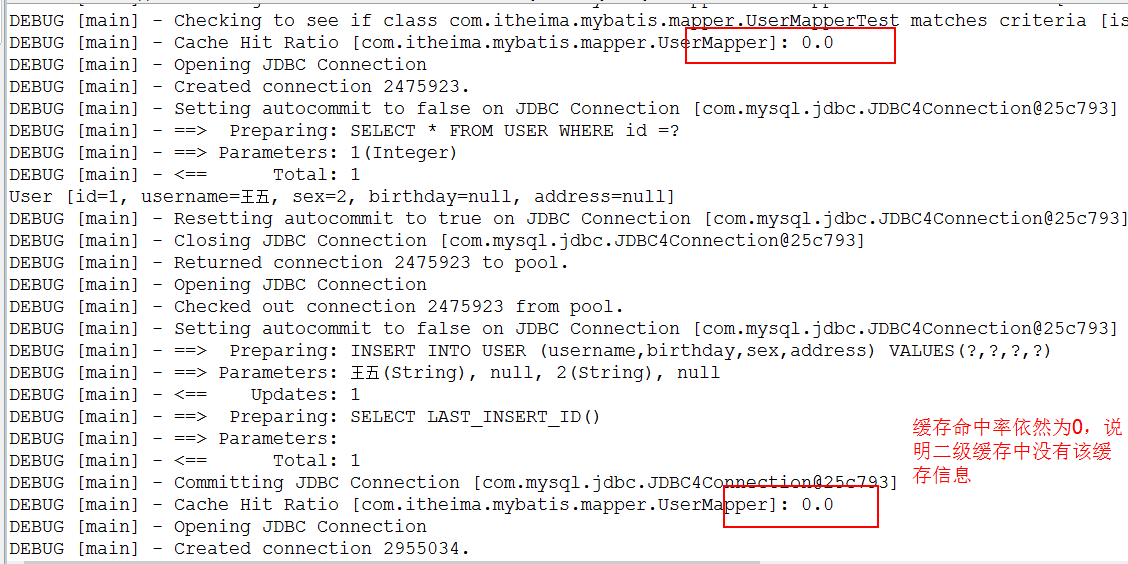 DEBUG [main] - Checking to see if class com.itheima.mybatis.mapper.UserMapperTest matches criteria [is
DEBUG [main] - Cache Hit Ratio [com.itheima.mybatis.mapper.UserMapper]: 0.0
DEBUG [main] - Opening JDBC Connection
DEBUG [main] - Created connection 2475923.
DEBUG [main] - Setting autocommit to false on JDBC Connection [com.mysql.jdbc.JDBC4Connection@25c793]
DEBUG [main] - ==>  Preparing: SELECT * FROM USER WHERE id =?
DEBUG [main] - ==> Parameters: 1(Integer)
DEBUG [main] - <==      Total: 1
User [id=1, username=王五, sex=2, birthday=null, address=null]
DEBUG [main] - Resetting autocommit to true on JDBC Connection [com.mysql.jdbc.JDBC4Connection@25c793]
DEBUG [main] - Closing JDBC Connection [com.mysql.jdbc.JDBC4Connection@25c793]
DEBUG [main] - Returned connection 2475923 to pool.
DEBUG [main] - Opening JDBC Connection
DEBUG [main] - Checked out connection 2475923 from pool.
DEBUG [main] - Setting autocommit to false on JDBC Connection [com.mysql.jdbc.JDBC4Connection@25c793]
DEBUG [main] - ==>  Preparing: INSERT INTO USER (username,birthday,sex,address) VALUES(?,?,?,?)
DEBUG [main] - ==> Parameters: 王五(String), null, 2(String), null
DEBUG [main] - <==    Updates: 1
DEBUG [main] - ==>  Preparing: SELECT LAST_INSERT_ID()
DEBUG [main] - ==> Parameters:
DEBUG [main] - <==      Total: 1
DEBUG [main] - Committing JDBC Connection [com.mysql.jdbc.JDBC4Connection@25c793]
DEBUG [main] - Cache Hit Ratio [com.itheima.mybatis.mapper.UserMapper]: 0.0
DEBUG [main] - Opening JDBC Connection
DEBUG [main] - Created connection 2955034.
缓存命中率依然为0，说
明二级缓存中没有该缓
存信息